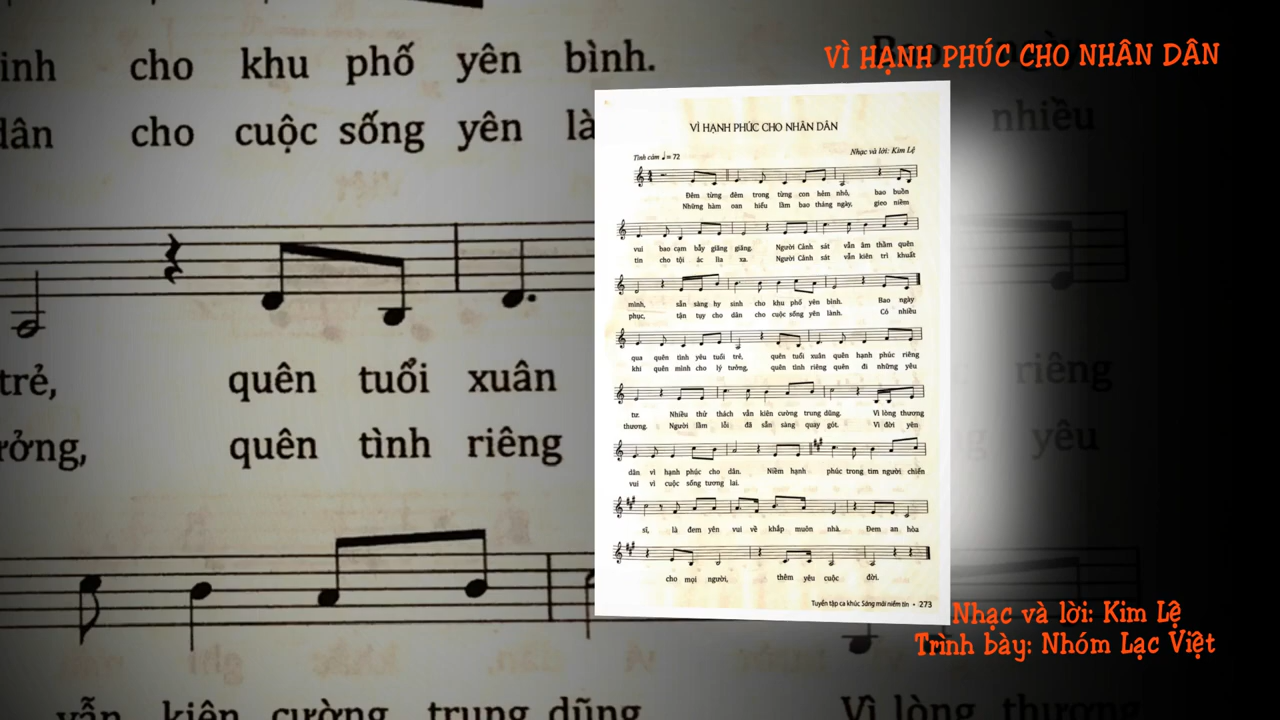 inh cho khu phố yên bình.
dân cho cuộc sống yên là
nhiều
trẻ, quên tuổi xuân
riêng
ưởng, quên tình riêng
yêu
vẫn kiên cường trung dũng
Vì lòng thương
VÌ HẠNH PHÚC CHO NHÂN DÂN
VÌ HẠNH PHÚC CHO NHÂN DÂN
Tình cảm ♩ = 72
Nhạc và lời: Kim Lệ
Đêm từng đêm trong từng con hẻm nhỏ, bao buồn
Những hàm oan hiểu lầm bao tháng ngày, gieo niềm
vui bao cạm bẫy giăng giăng. Người Cảnh sát vẫn âm thầm quên
tin cho tội ác lìa xa. Người Cảnh sát vẫn kiên trì khuất
mình, sẵn sàng hy sinh cho khu phố yên bình. Bao ngày
phục, tận tụy cho dân cho cuộc sống yên lành. Có nhiều
qua quên tình yêu tuổi trẻ, quên tuổi xuân quên hạnh phúc riêng
khi quên mình cho lý tưởng, quên tình riêng quên đi những yêu
tư. Nhiều thử thách vẫn kiên cường trung dũng. Vì lòng thương
thương. Người lầm lỗi đã sẵn sàng quay gót. Vì đời yên
dân vì hạnh phúc cho dân. Niềm hạnh phúc trong tim người chiến
vui vì cuộc sống tương lai.
sĩ, là đem yên vui về khắp muôn nhà. Đem an hòa
cho mọi người, thêm yêu cuộc đời.
Tuyển tập ca khúc Sáng mãi niềm tin • 273
Nhạc và lời: Kim Lệ
Trình bày: Nhóm Lạc Việt